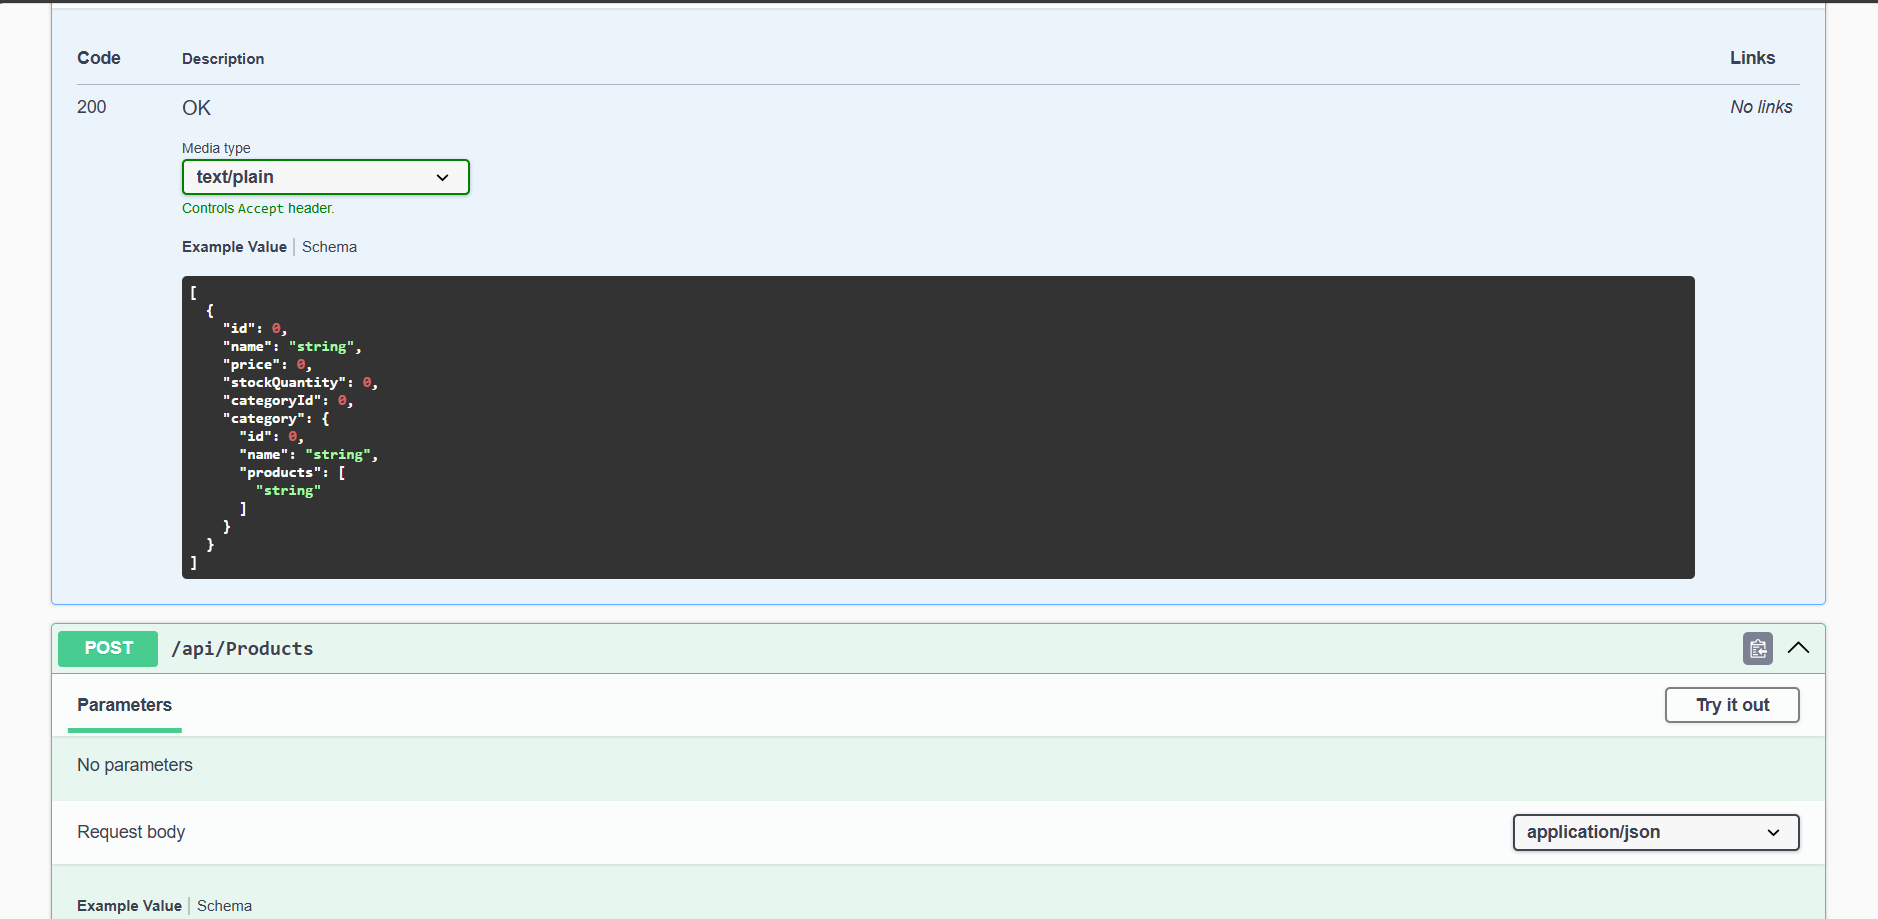 Code Description Links
200 OK No links
Media type
text/plain
Controls Accept header.
Example Value | Schema
[
  {
    "id": 0,
    "name": "string",
    "price": 0,
    "stockQuantity": 0,
    "categoryId": 0,
    "category": {
      "id": 0,
      "name": "string",
      "products": [
        "string"
      ]
    }
  }
]
POST /api/Products
Parameters Try it out
No parameters
Request body application/json
Example Value | Schema